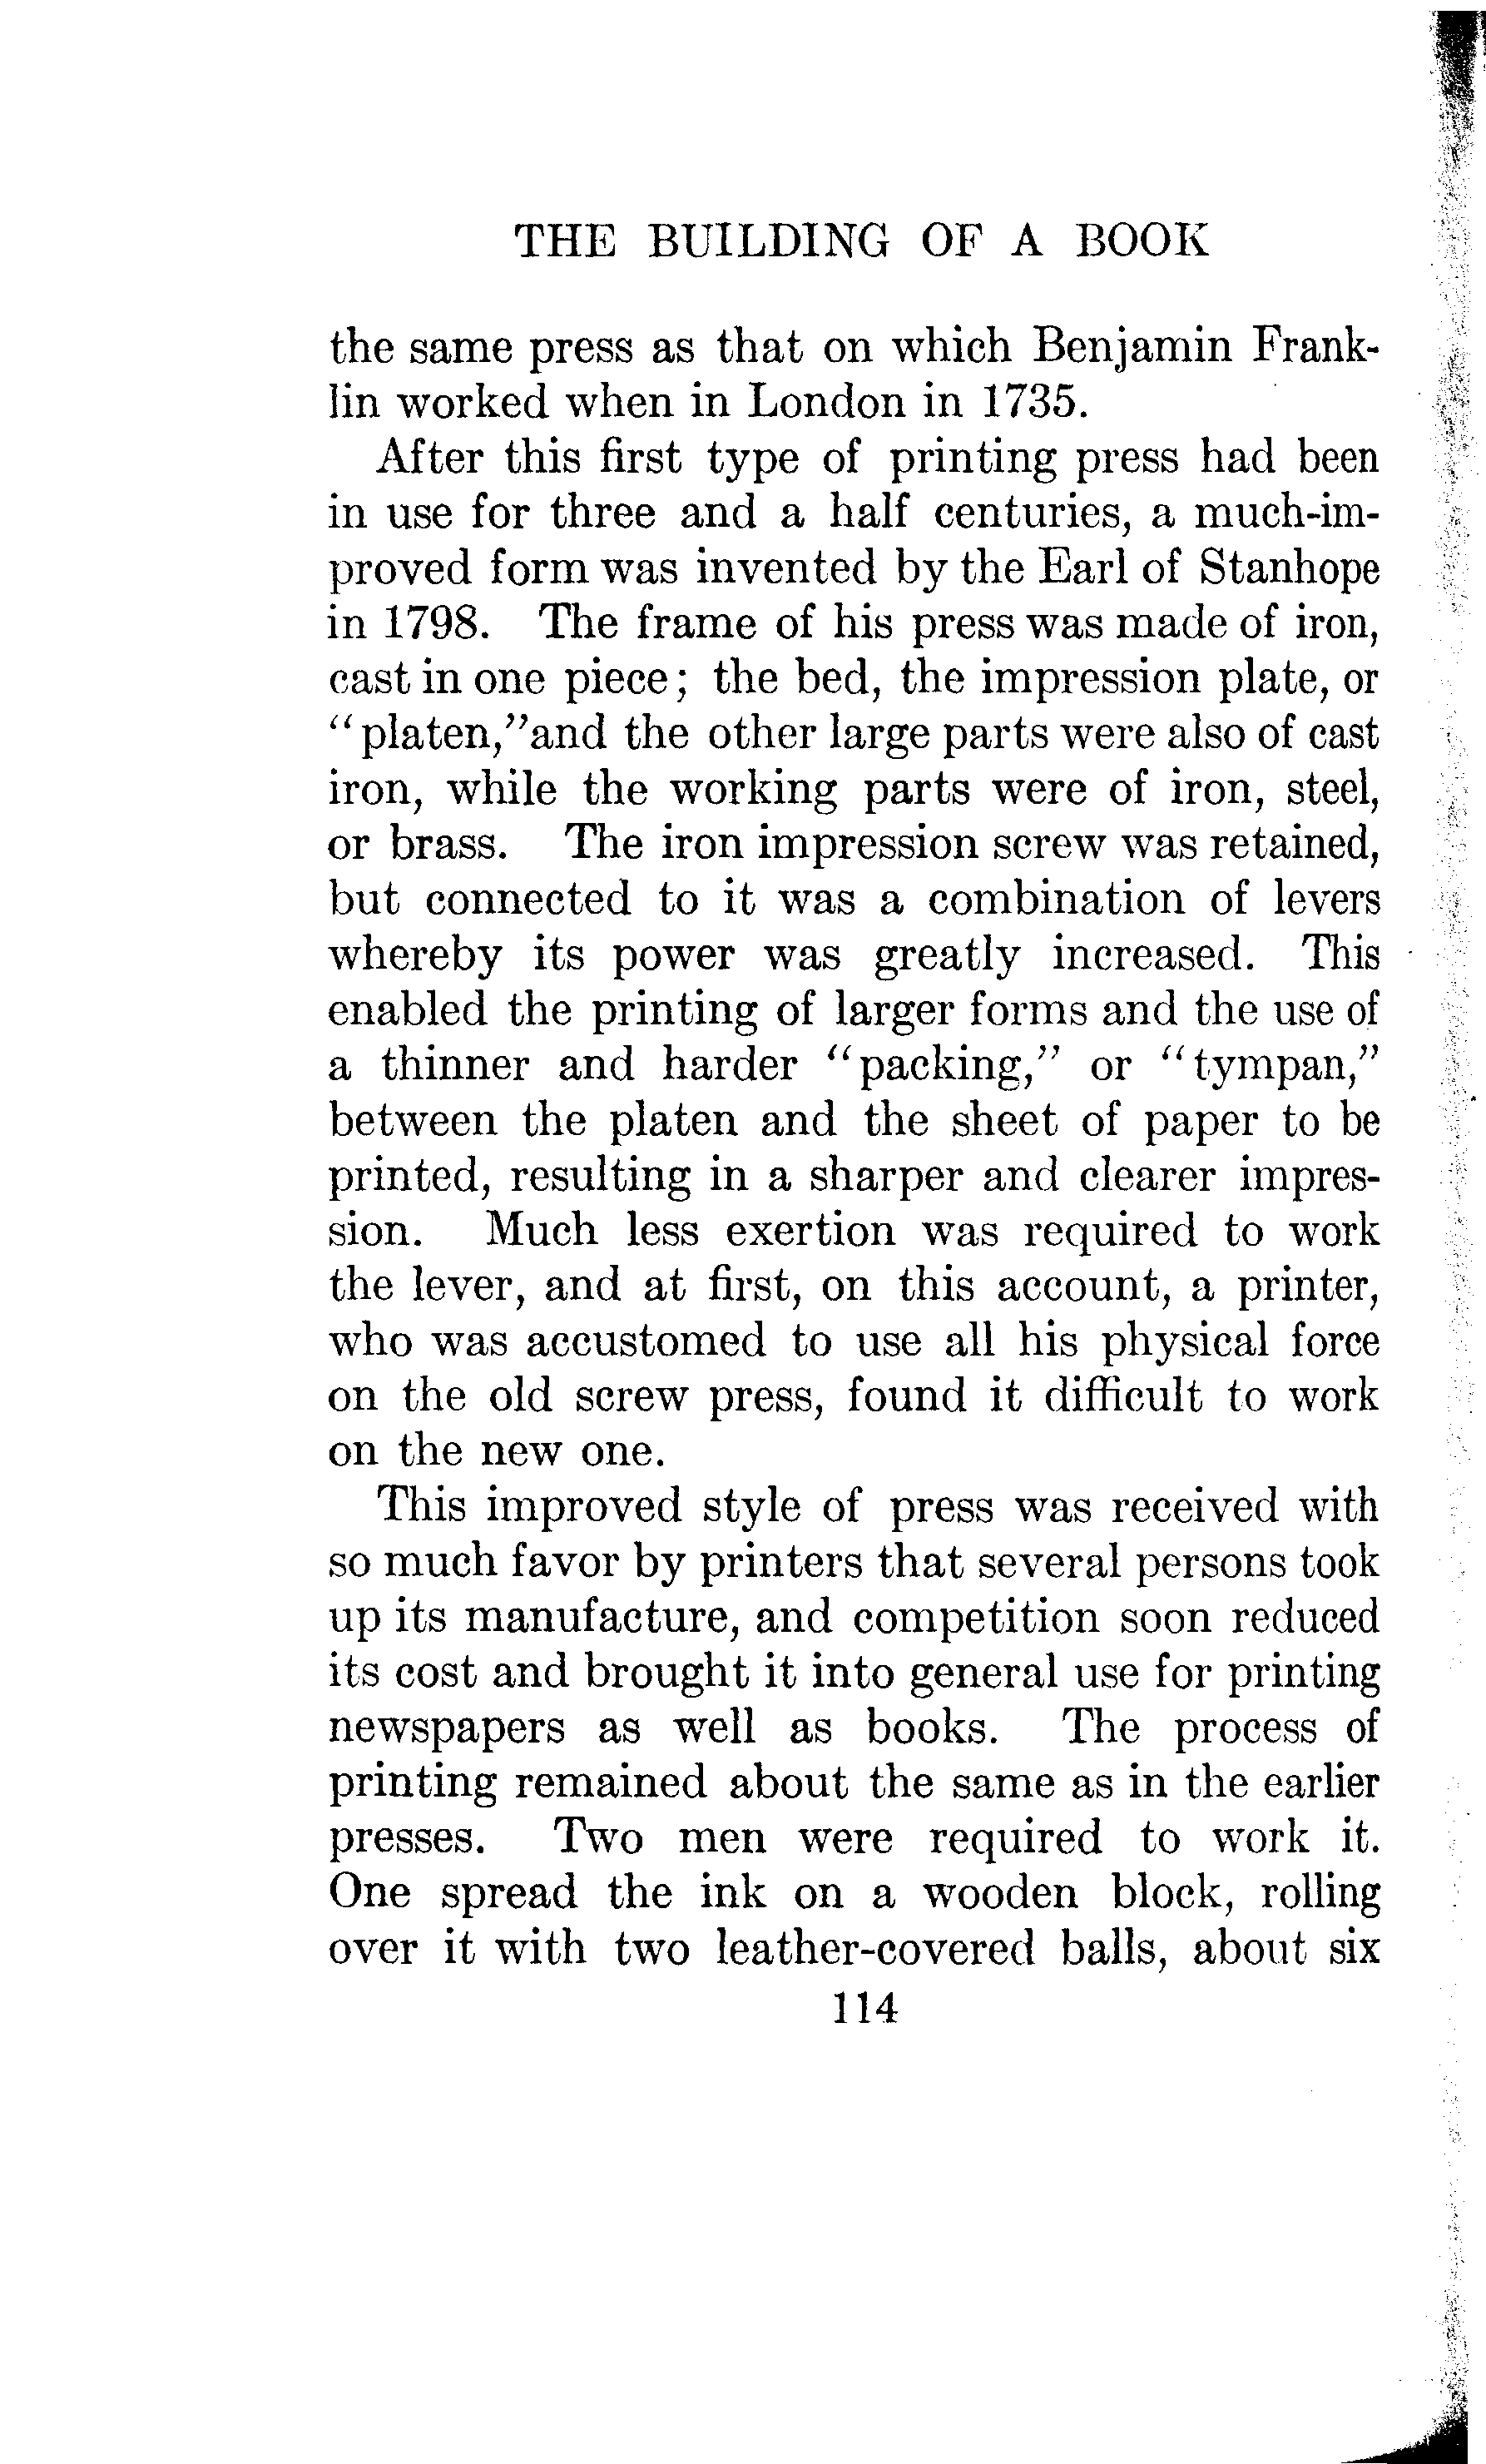 THE BUILDING OF A BOOK
the same press as that on which Benjamin Frank-
lin worked when in London in 1735.
After this first type of printing press had been
in use for three and a half centuries, a much-im-
proved form was invented by the Earl of Stanhope
in 1798. The frame of his press was made of iron,
cast in one piece; the bed, the impression plate, or
“platen,”and the other large parts were also of cast
iron, while the working parts were of iron, steel,
or brass. The iron impression screw was retained,
but connected to it was a combination of levers
whereby its power was greatly increased. This
enabled the printing of larger forms and the use of
a thinner and harder “packing,” or “tympan,”
between the platen and the sheet of paper to be
printed, resulting in a sharper and clearer impres-
sion. Much less exertion was required to work
the lever, and at first, on this account, a printer,
who was accustomed to use all his physical force
on the old screw press, found it difficult to work
on the new one.
This improved style of press was received with
so much favor by printers that several persons took
up its manufacture, and competition soon reduced
its cost and brought it into general use for printing
newspapers as well as books. The process of
printing remained about the same as in the earlier
presses. Two men were required to work it.
One spread the ink on a wooden block, rolling
over it with two leather-covered balls, about six
114